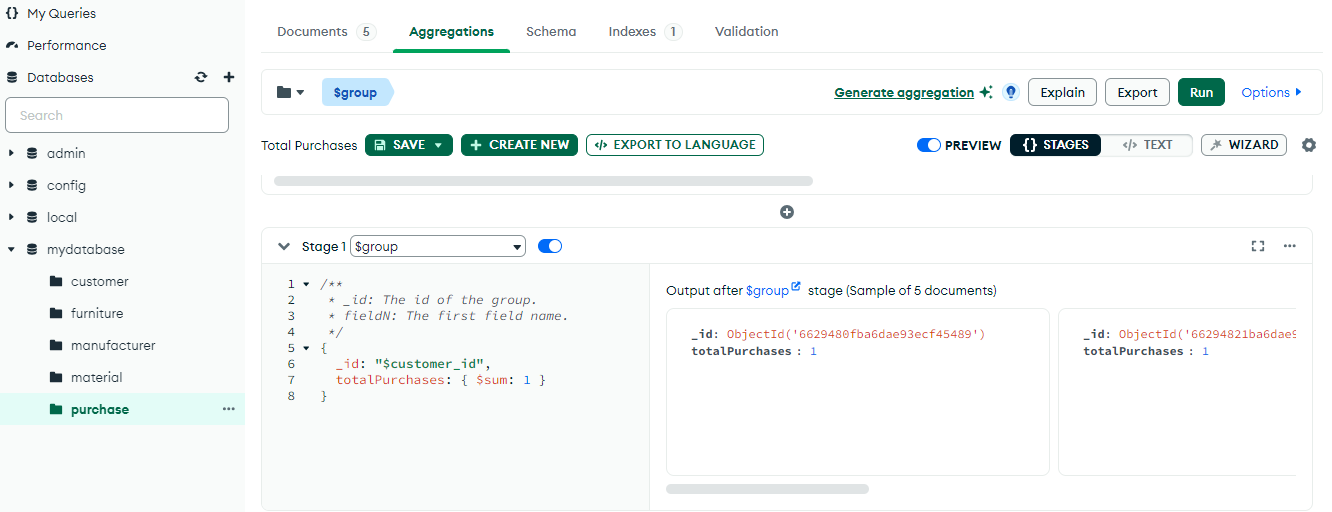 {} My Queries
Performance
Databases
Search
admin
config
local
mydatabase
customer
furniture
manufacturer
material
purchase
Documents 5 Aggregations Schema Indexes 1 Validation
$group Generate aggregation Explain Export Run Options
Total Purchases SAVE CREATE NEW </> EXPORT TO LANGUAGE PREVIEW {} STAGES </> TEXT WIZARD
Stage 1 $group
1 /**
2 * _id: The id of the group.
3 * fieldN: The first field name.
4 */
5 {
6 _id: "$customer_id",
7 totalPurchases: { $sum: 1 }
8 }
Output after $group stage (Sample of 5 documents)
_id: ObjectId('6629480fba6dae93ecf45489')
totalPurchases : 1
_id: ObjectId('66294821ba6dae9
totalPurchases : 1